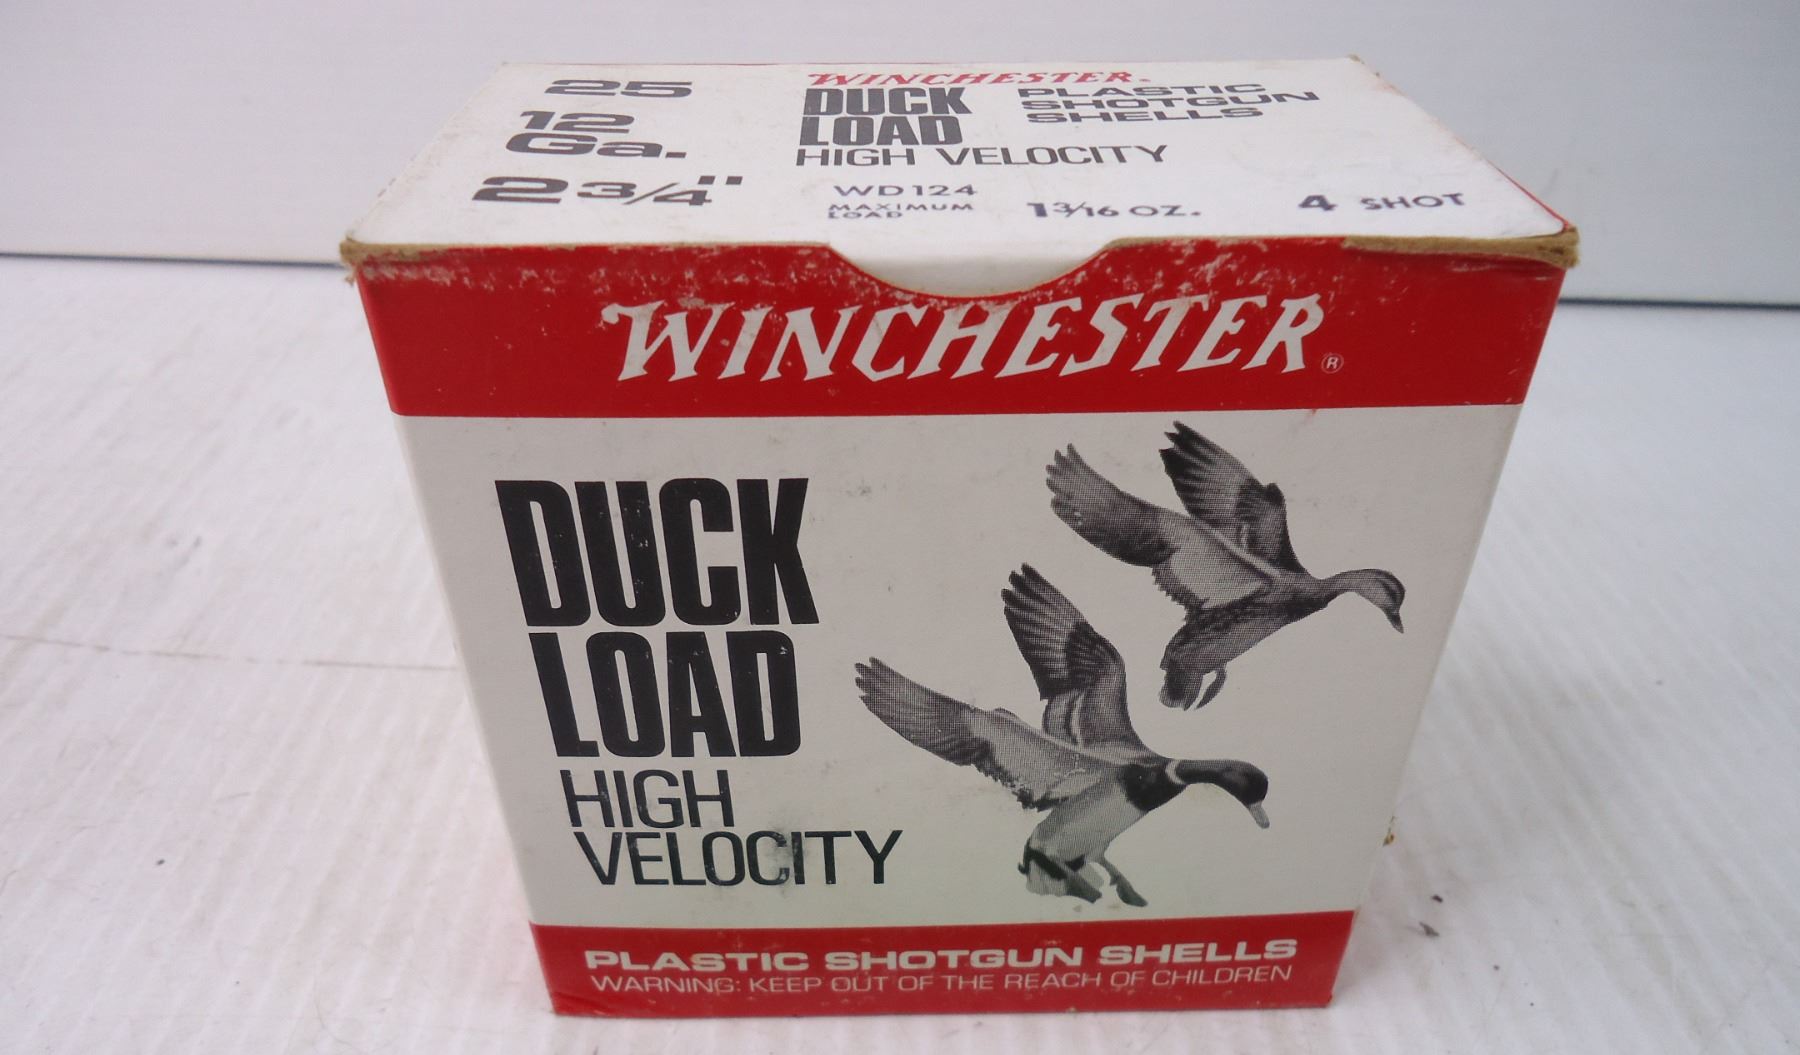 25
12
Ga.
2 3/4"
WINCHESTER®
DUCK
LOAD
HIGH VELOCITY
PLASTIC
SHOTGUN
SHELLS
WD124
MAXIMUM
LOAD
1 3/16 OZ.
4 SHOT
WINCHESTER®
DUCK
LOAD
HIGH
VELOCITY
PLASTIC SHOTGUN SHELLS
WARNING: KEEP OUT OF THE REACH OF CHILDREN